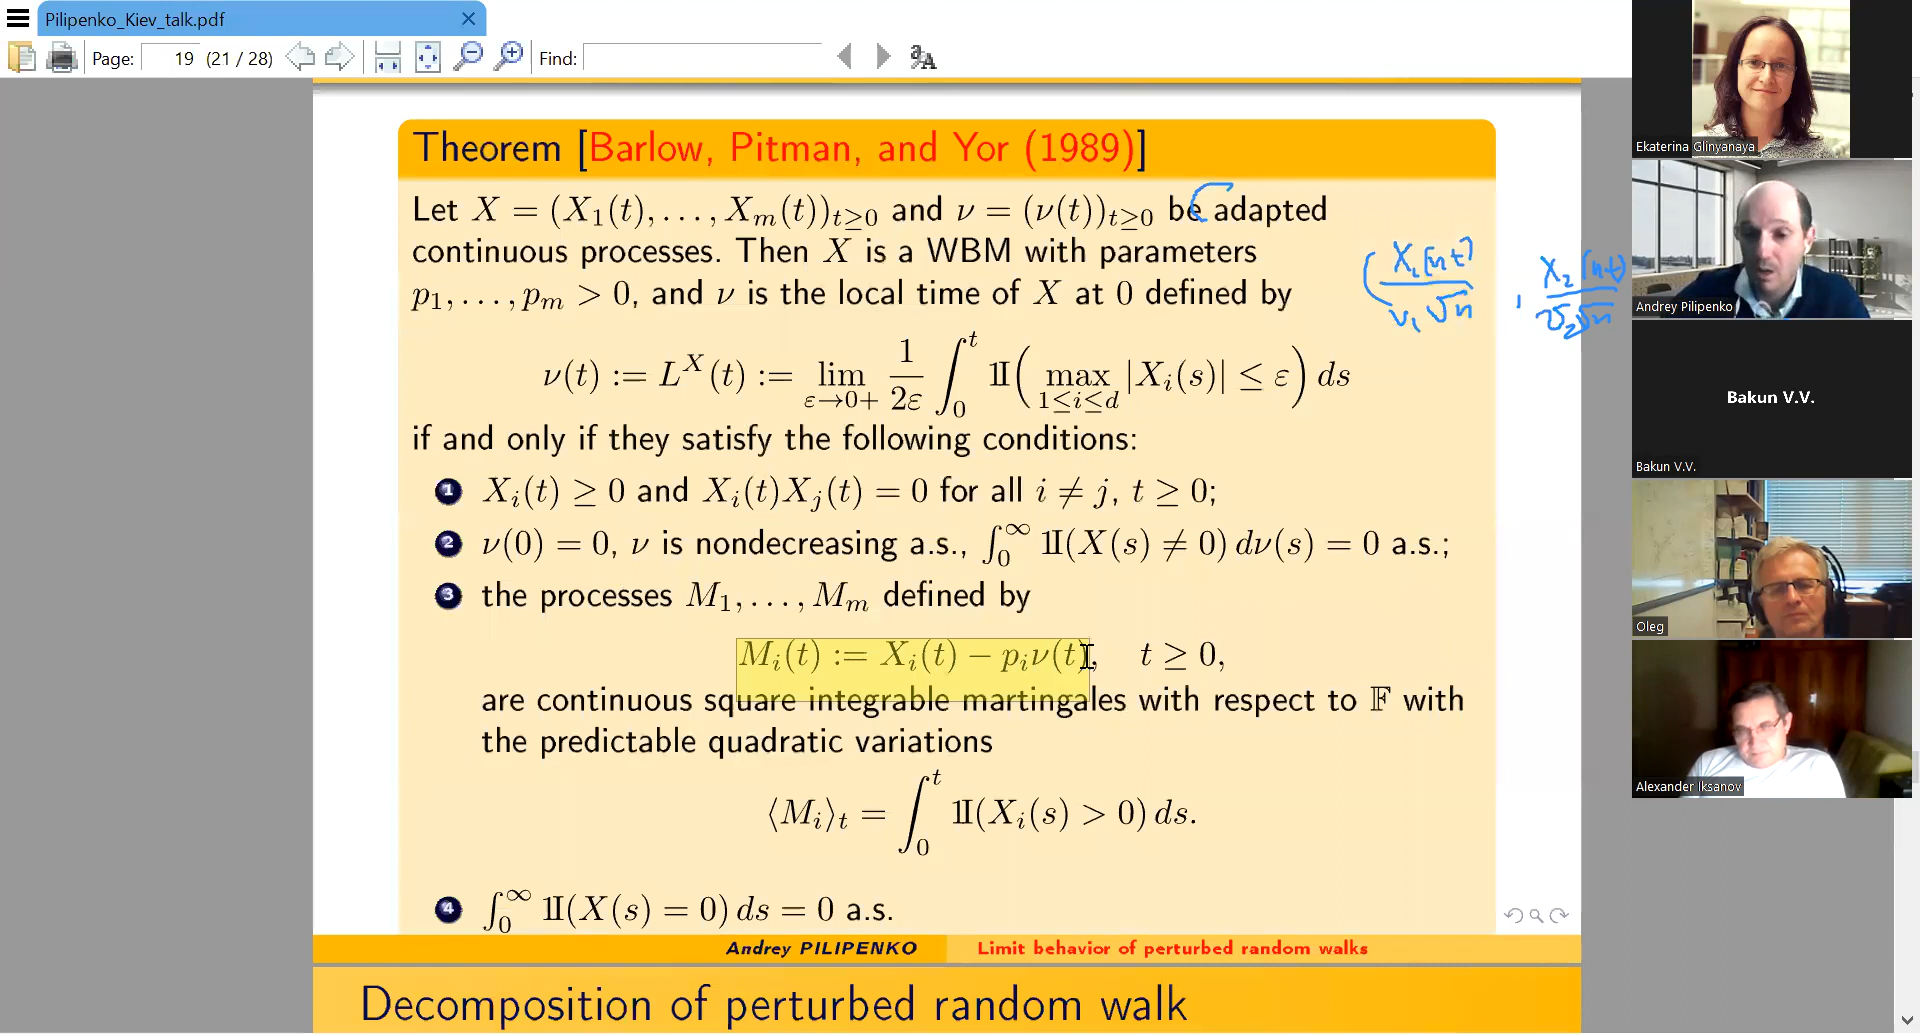 Pilipenko_Kiev_talk.pdf
Page: 19 (21 / 28) Find:
Theorem [Barlow, Pitman, and Yor (1989)]
Let X = (X₁(t), . . . , Xₘ(t))ₜ≥₀ and ν = (ν(t))ₜ≥₀ be adapted
continuous processes. Then X is a WBM with parameters
p₁, . . . , pₘ > 0, and ν is the local time of X at 0 defined by
ν(t) := L^X(t) := lim_{ε→0+} 1/2ε ∫₀ᵗ 𝟙( max_{1≤i≤d} |Xᵢ(s)| ≤ ε) ds
if and only if they satisfy the following conditions:
1 Xᵢ(t) ≥ 0 and Xᵢ(t)Xⱼ(t) = 0 for all i ≠ j, t ≥ 0;
2 ν(0) = 0, ν is nondecreasing a.s., ∫₀^∞ 𝟙(X(s) ≠ 0) dν(s) = 0 a.s.;
3 the processes M₁, . . . , Mₘ defined by
Mᵢ(t) := Xᵢ(t) − pᵢν(t), t ≥ 0,
are continuous square integrable martingales with respect to 𝔽 with
the predictable quadratic variations
⟨Mᵢ⟩ₜ = ∫₀ᵗ 𝟙(Xᵢ(s) > 0) ds.
4 ∫₀^∞ 𝟙(X(s) = 0) ds = 0 a.s.
Andrey PILIPENKO Limit behavior of perturbed random walks
Decomposition of perturbed random walk
Ekaterina Glinyanaya
Andrey Pilipenko
Bakun V.V.
Bakun V.V.
Oleg
Alexander Iksanov